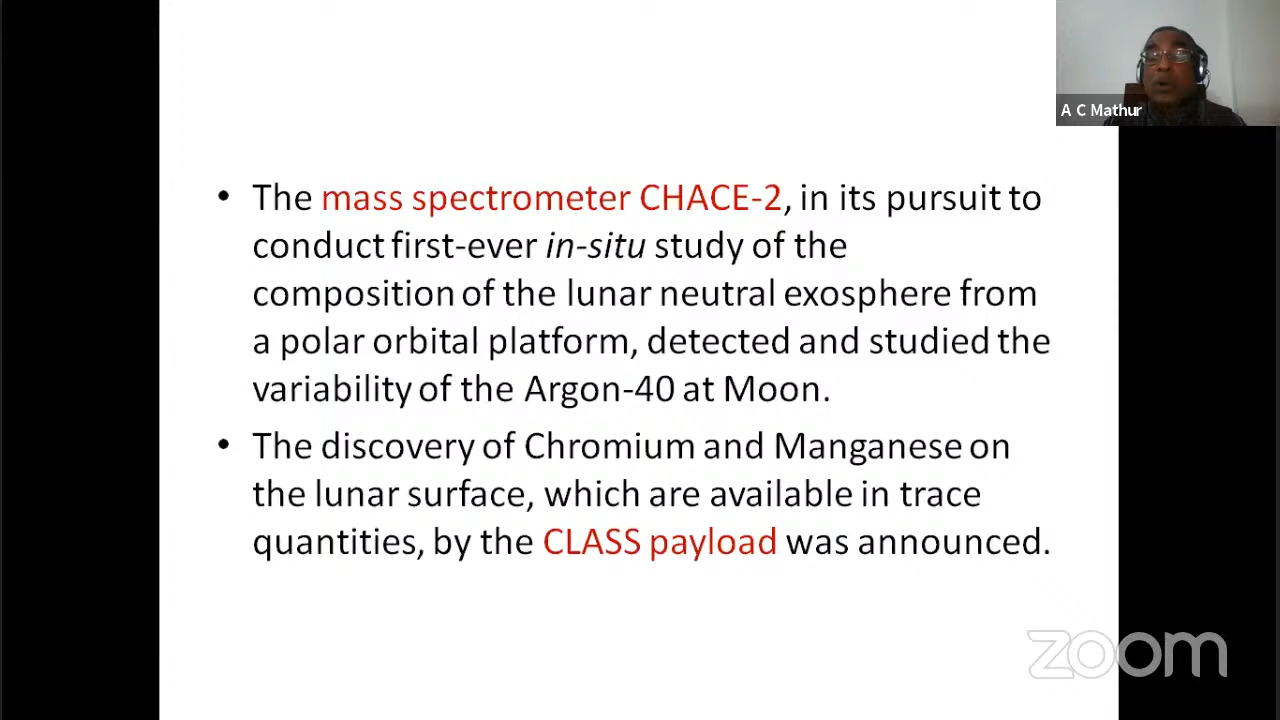 A C Mathur
• The mass spectrometer CHACE-2, in its pursuit to
conduct first-ever in-situ study of the
composition of the lunar neutral exosphere from
a polar orbital platform, detected and studied the
variability of the Argon-40 at Moon.
• The discovery of Chromium and Manganese on
the lunar surface, which are available in trace
quantities, by the CLASS payload was announced.
zoom